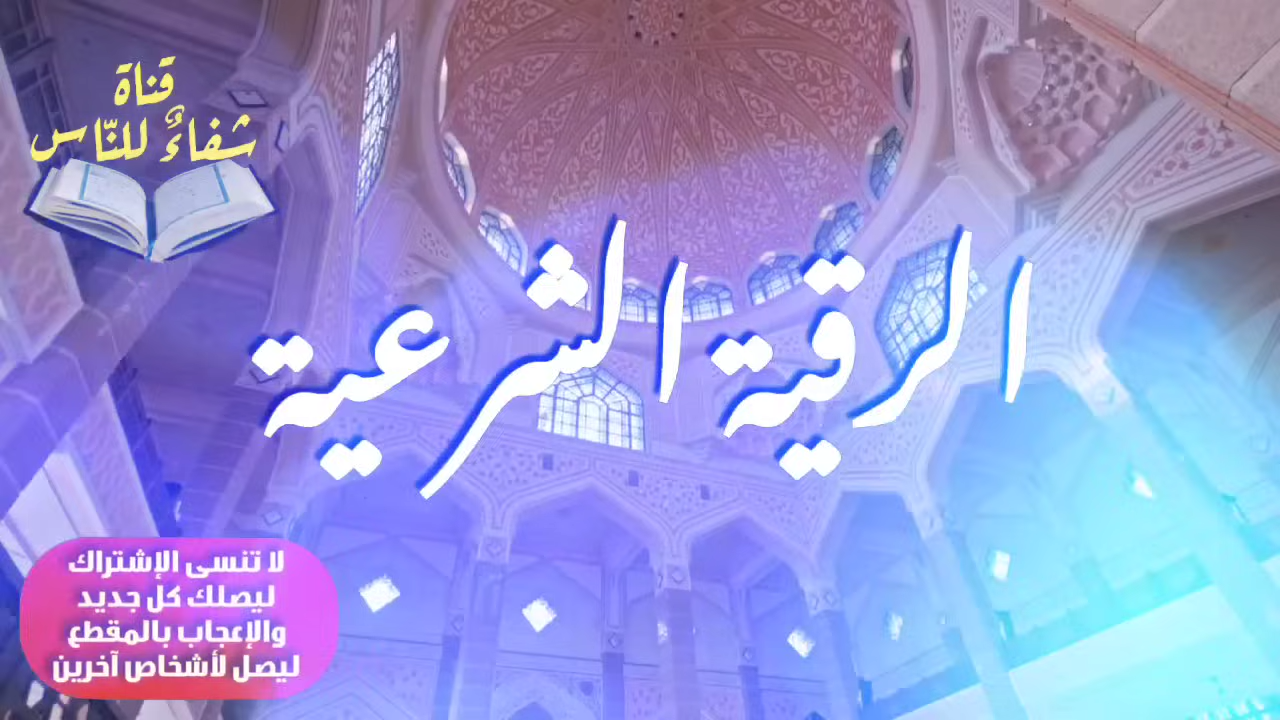 قناة
شفاءٌ للنّاس
الرقية الشرعية
لا تنسى الإشتراك
ليصلك كل جديد
والإعجاب بالمقطع
ليصل لأشخاص آخرين